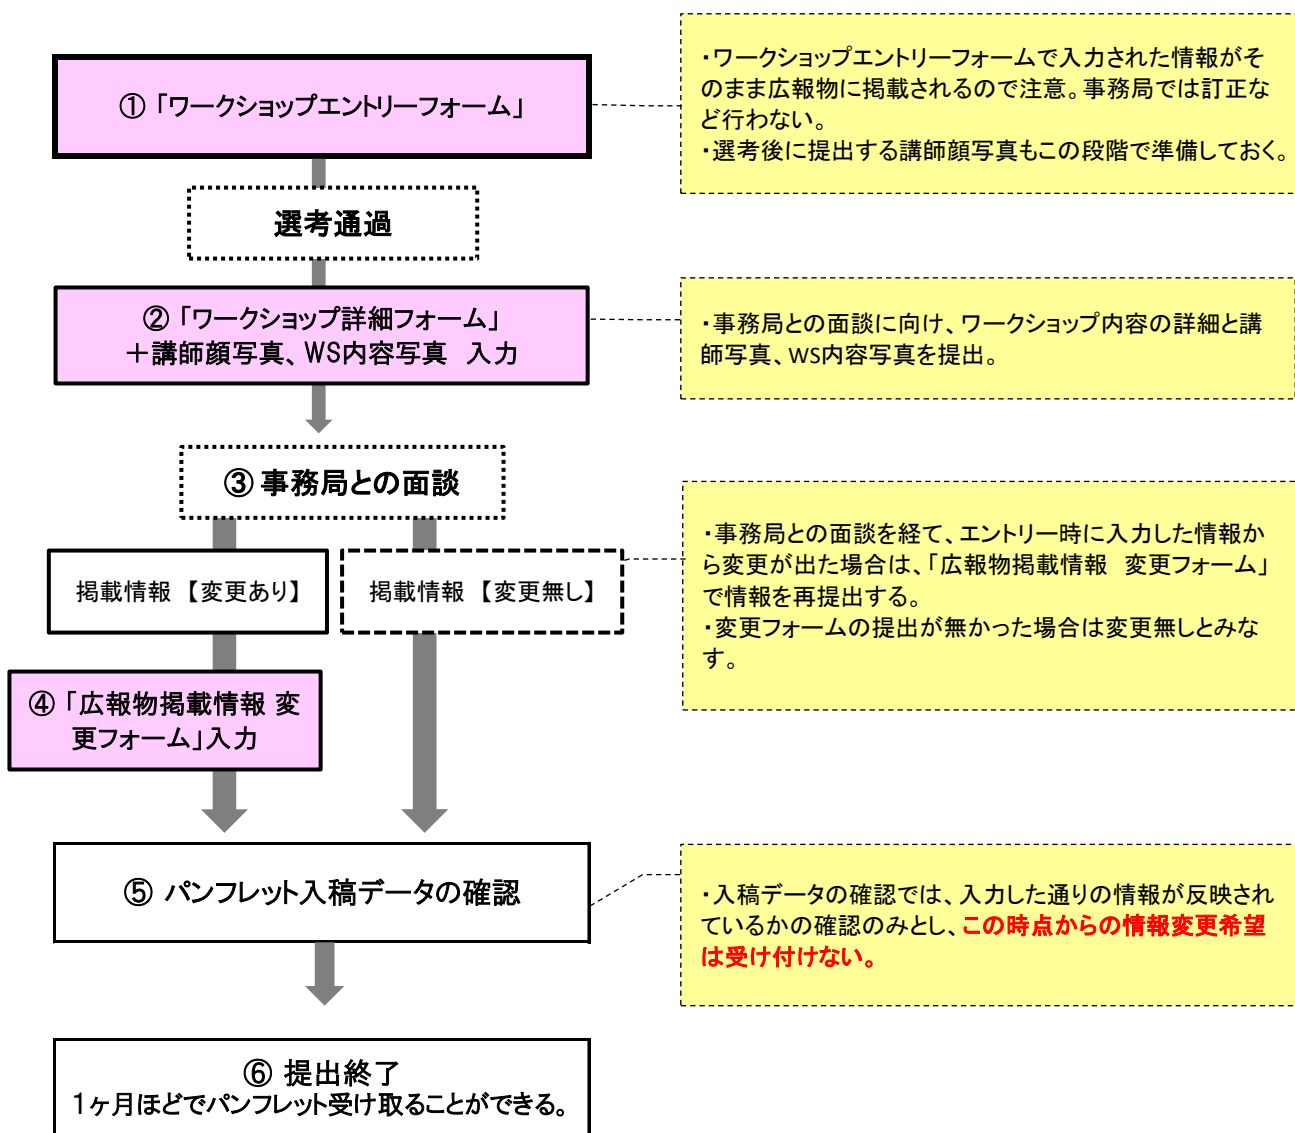 ①「ワークショップエントリーフォーム」
・ワークショップエントリーフォームで入力された情報がそ
のまま広報物に掲載されるので注意。事務局では訂正な
ど行わない。
・選考後に提出する講師顔写真もこの段階で準備しておく。
選考通過
②「ワークショップ詳細フォーム」
＋講師顔写真、WS内容写真　入力
・事務局との面談に向け、ワークショップ内容の詳細と講
師写真、WS内容写真を提出。
③事務局との面談
・事務局との面談を経て、エントリー時に入力した情報か
ら変更が出た場合は、「広報物掲載情報　変更フォーム」
で情報を再提出する。
・変更フォームの提出が無かった場合は変更無しとみな
す。
掲載情報【変更あり】
掲載情報【変更無し】
④「広報物掲載情報 変
更フォーム」入力
⑤ パンフレット入稿データの確認
・入稿データの確認では、入力した通りの情報が反映され
ているかの確認のみとし、この時点からの情報変更希望
は受け付けない。
⑥ 提出終了
1ヶ月ほどでパンフレット受け取ることができる。